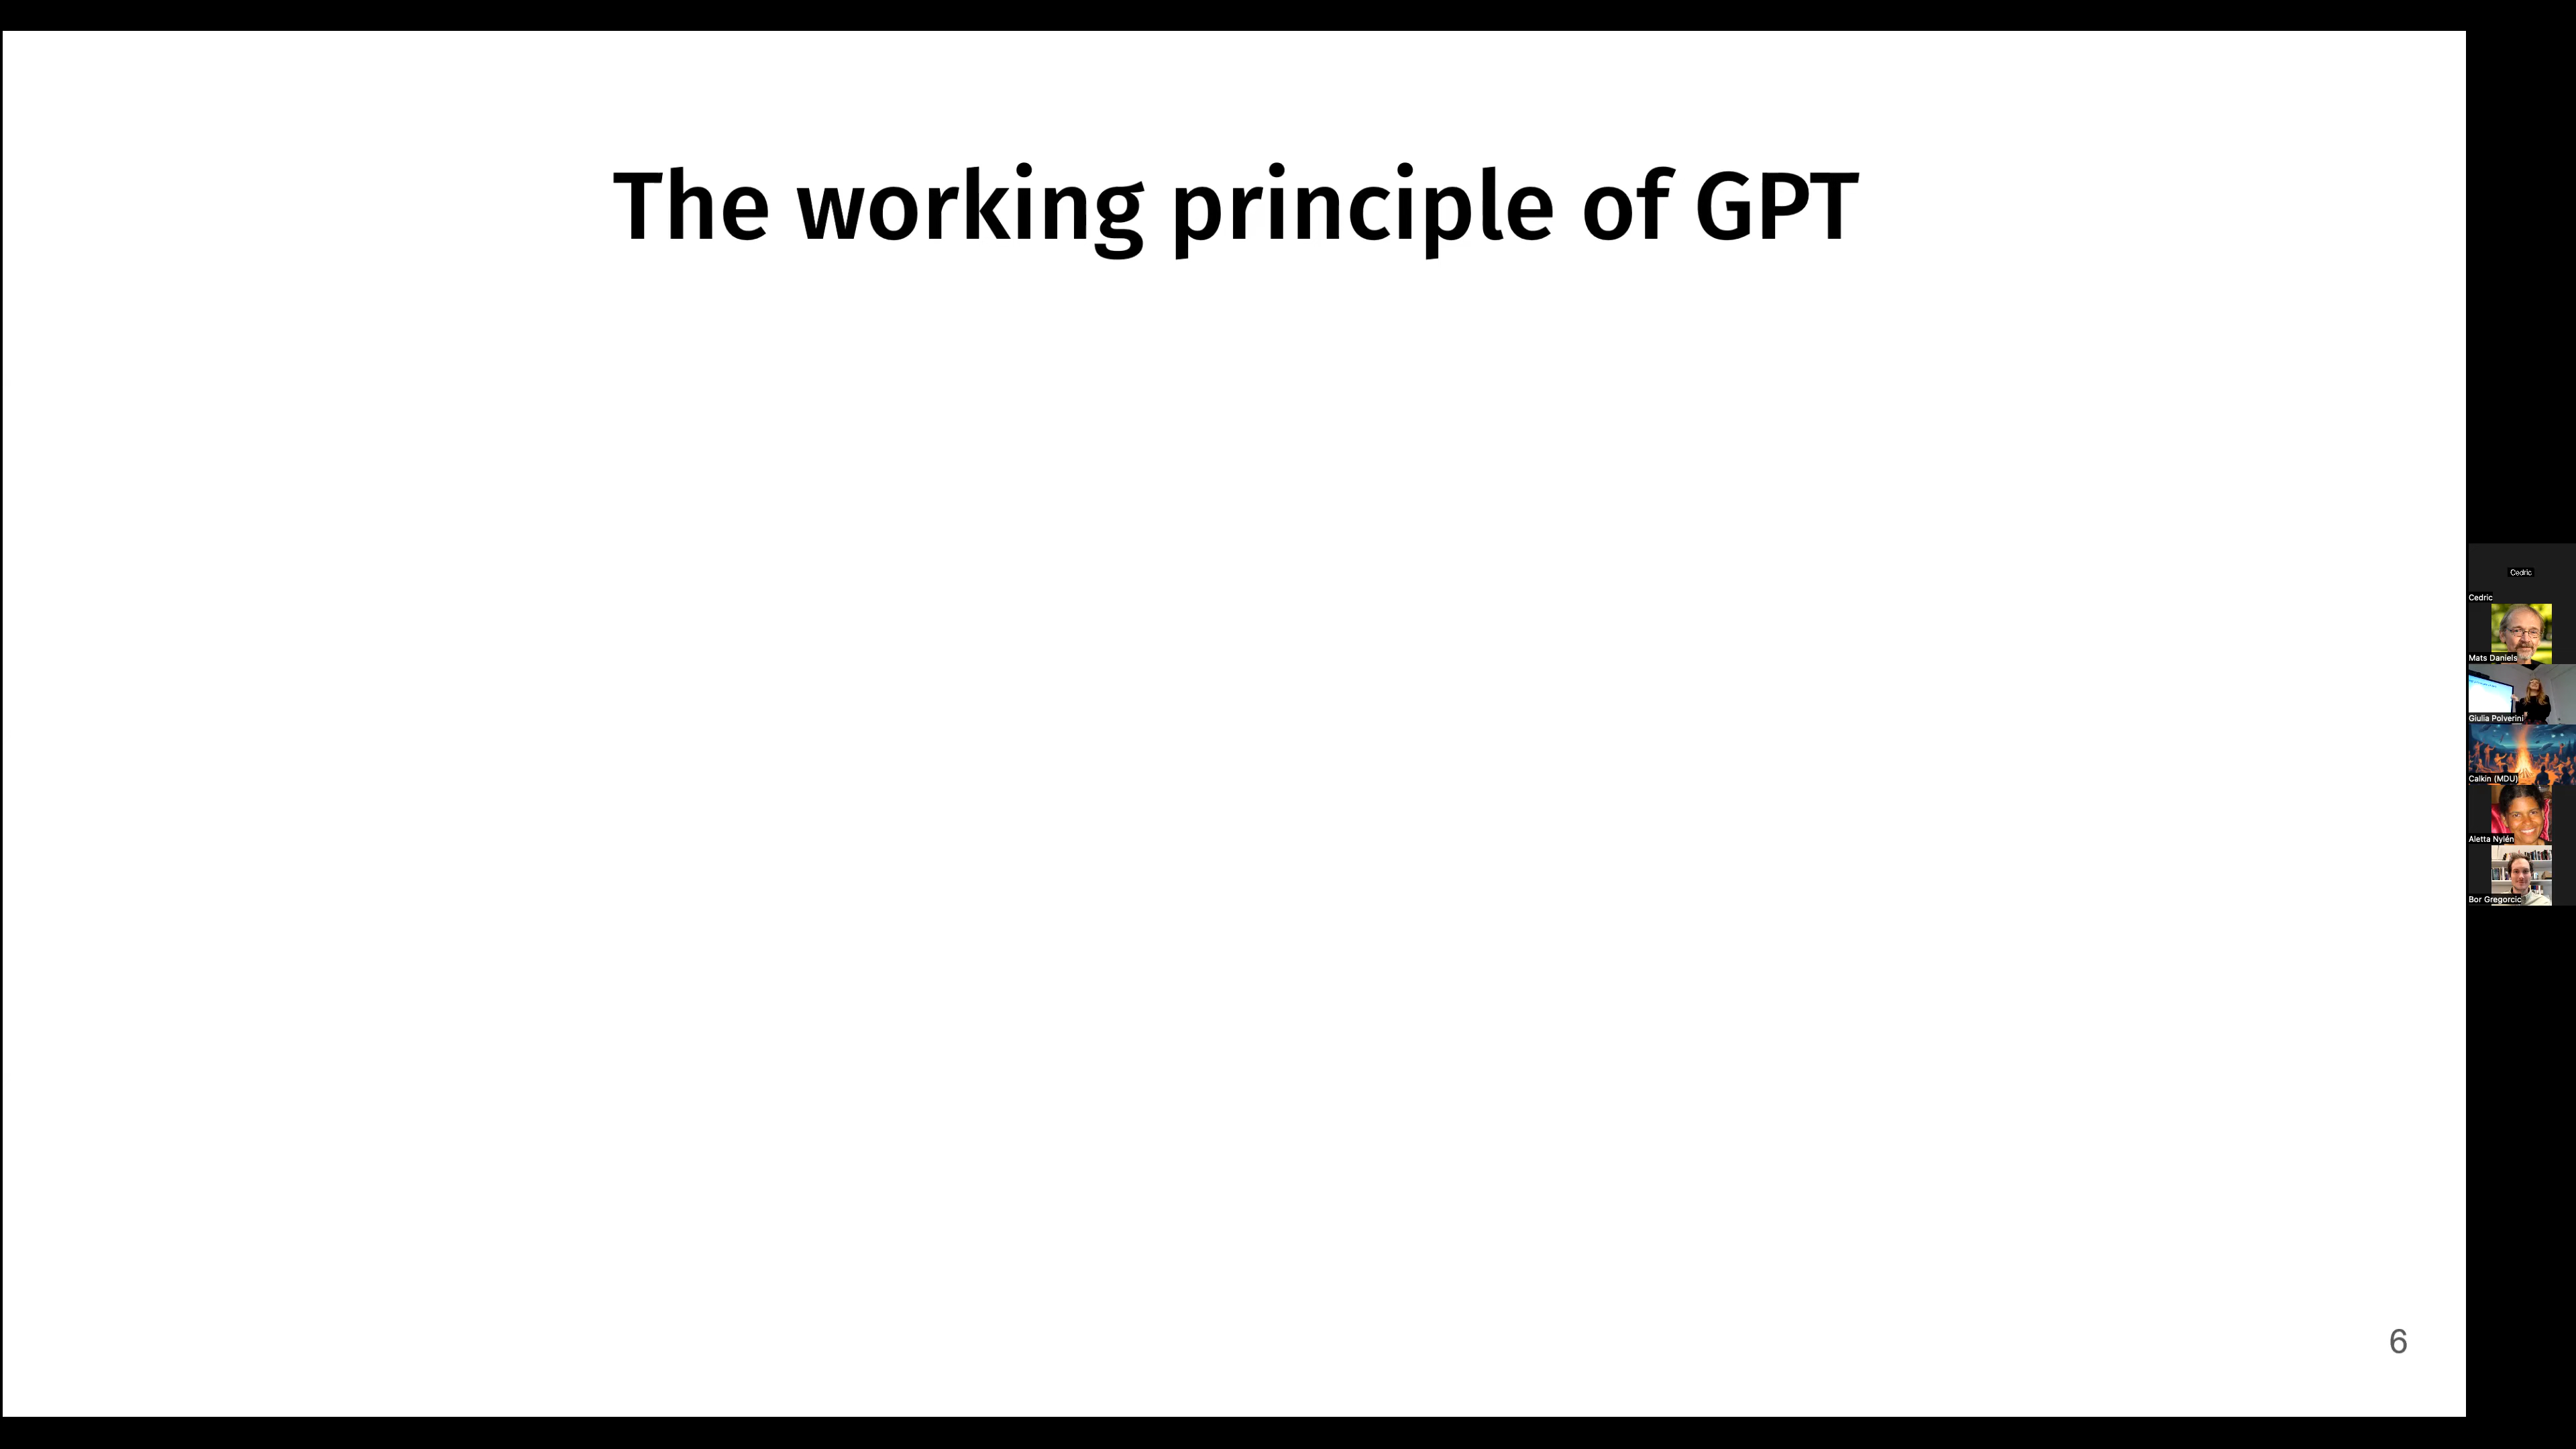 The working principle of GPT
Cedric
Cedric
Mats Daniels
Giulia Polverini
Calkin (MDU)
Aletta Nylén
Bor Gregorcic
6